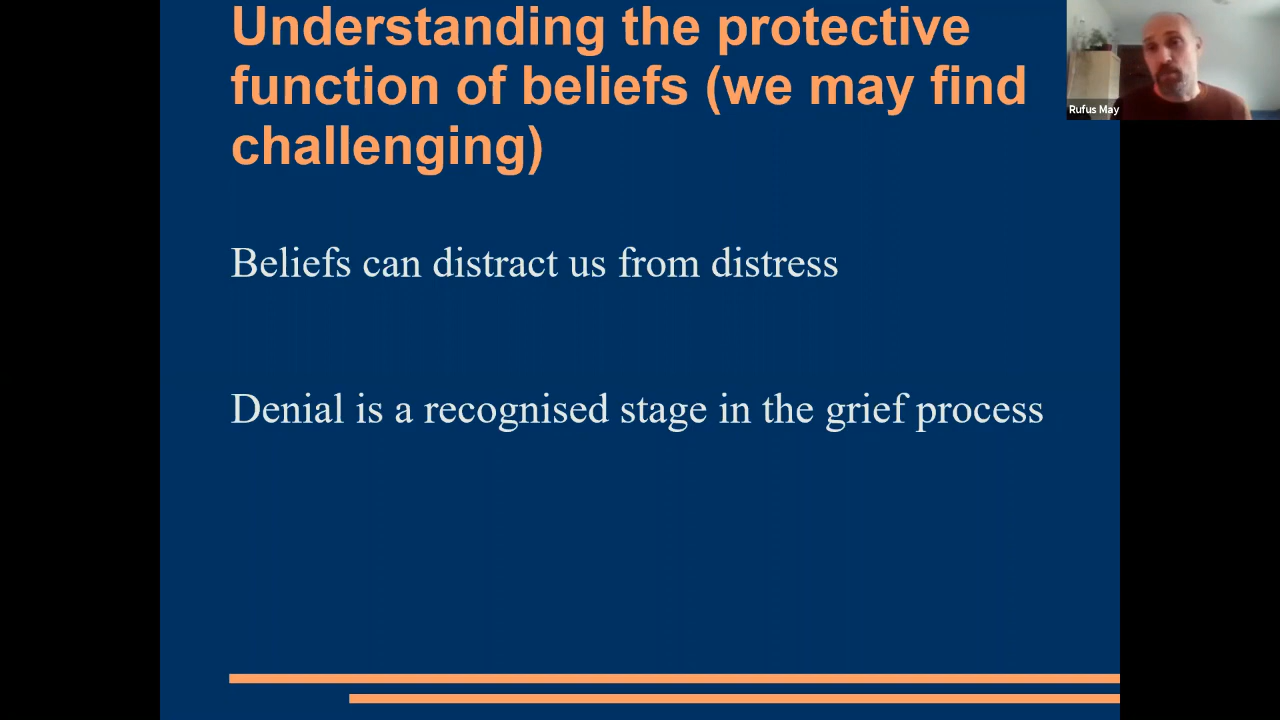 Understanding the protective
function of beliefs (we may find
challenging)
Rufus May
Beliefs can distract us from distress
Denial is a recognised stage in the grief process